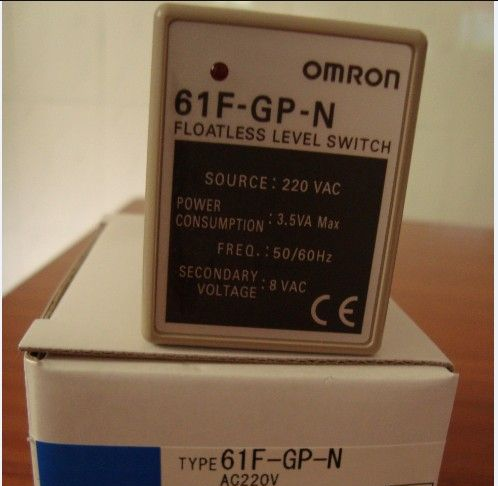 OMRON
61F-GP-N
FLOATLESS LEVEL SWITCH
SOURCE : 220 VAC
POWER CONSUMPTION : 3.5VA Max
FREQ. : 50/60Hz
SECONDARY VOLTAGE : 8 VAC
CE
TYPE 61F-GP-N
AC220V